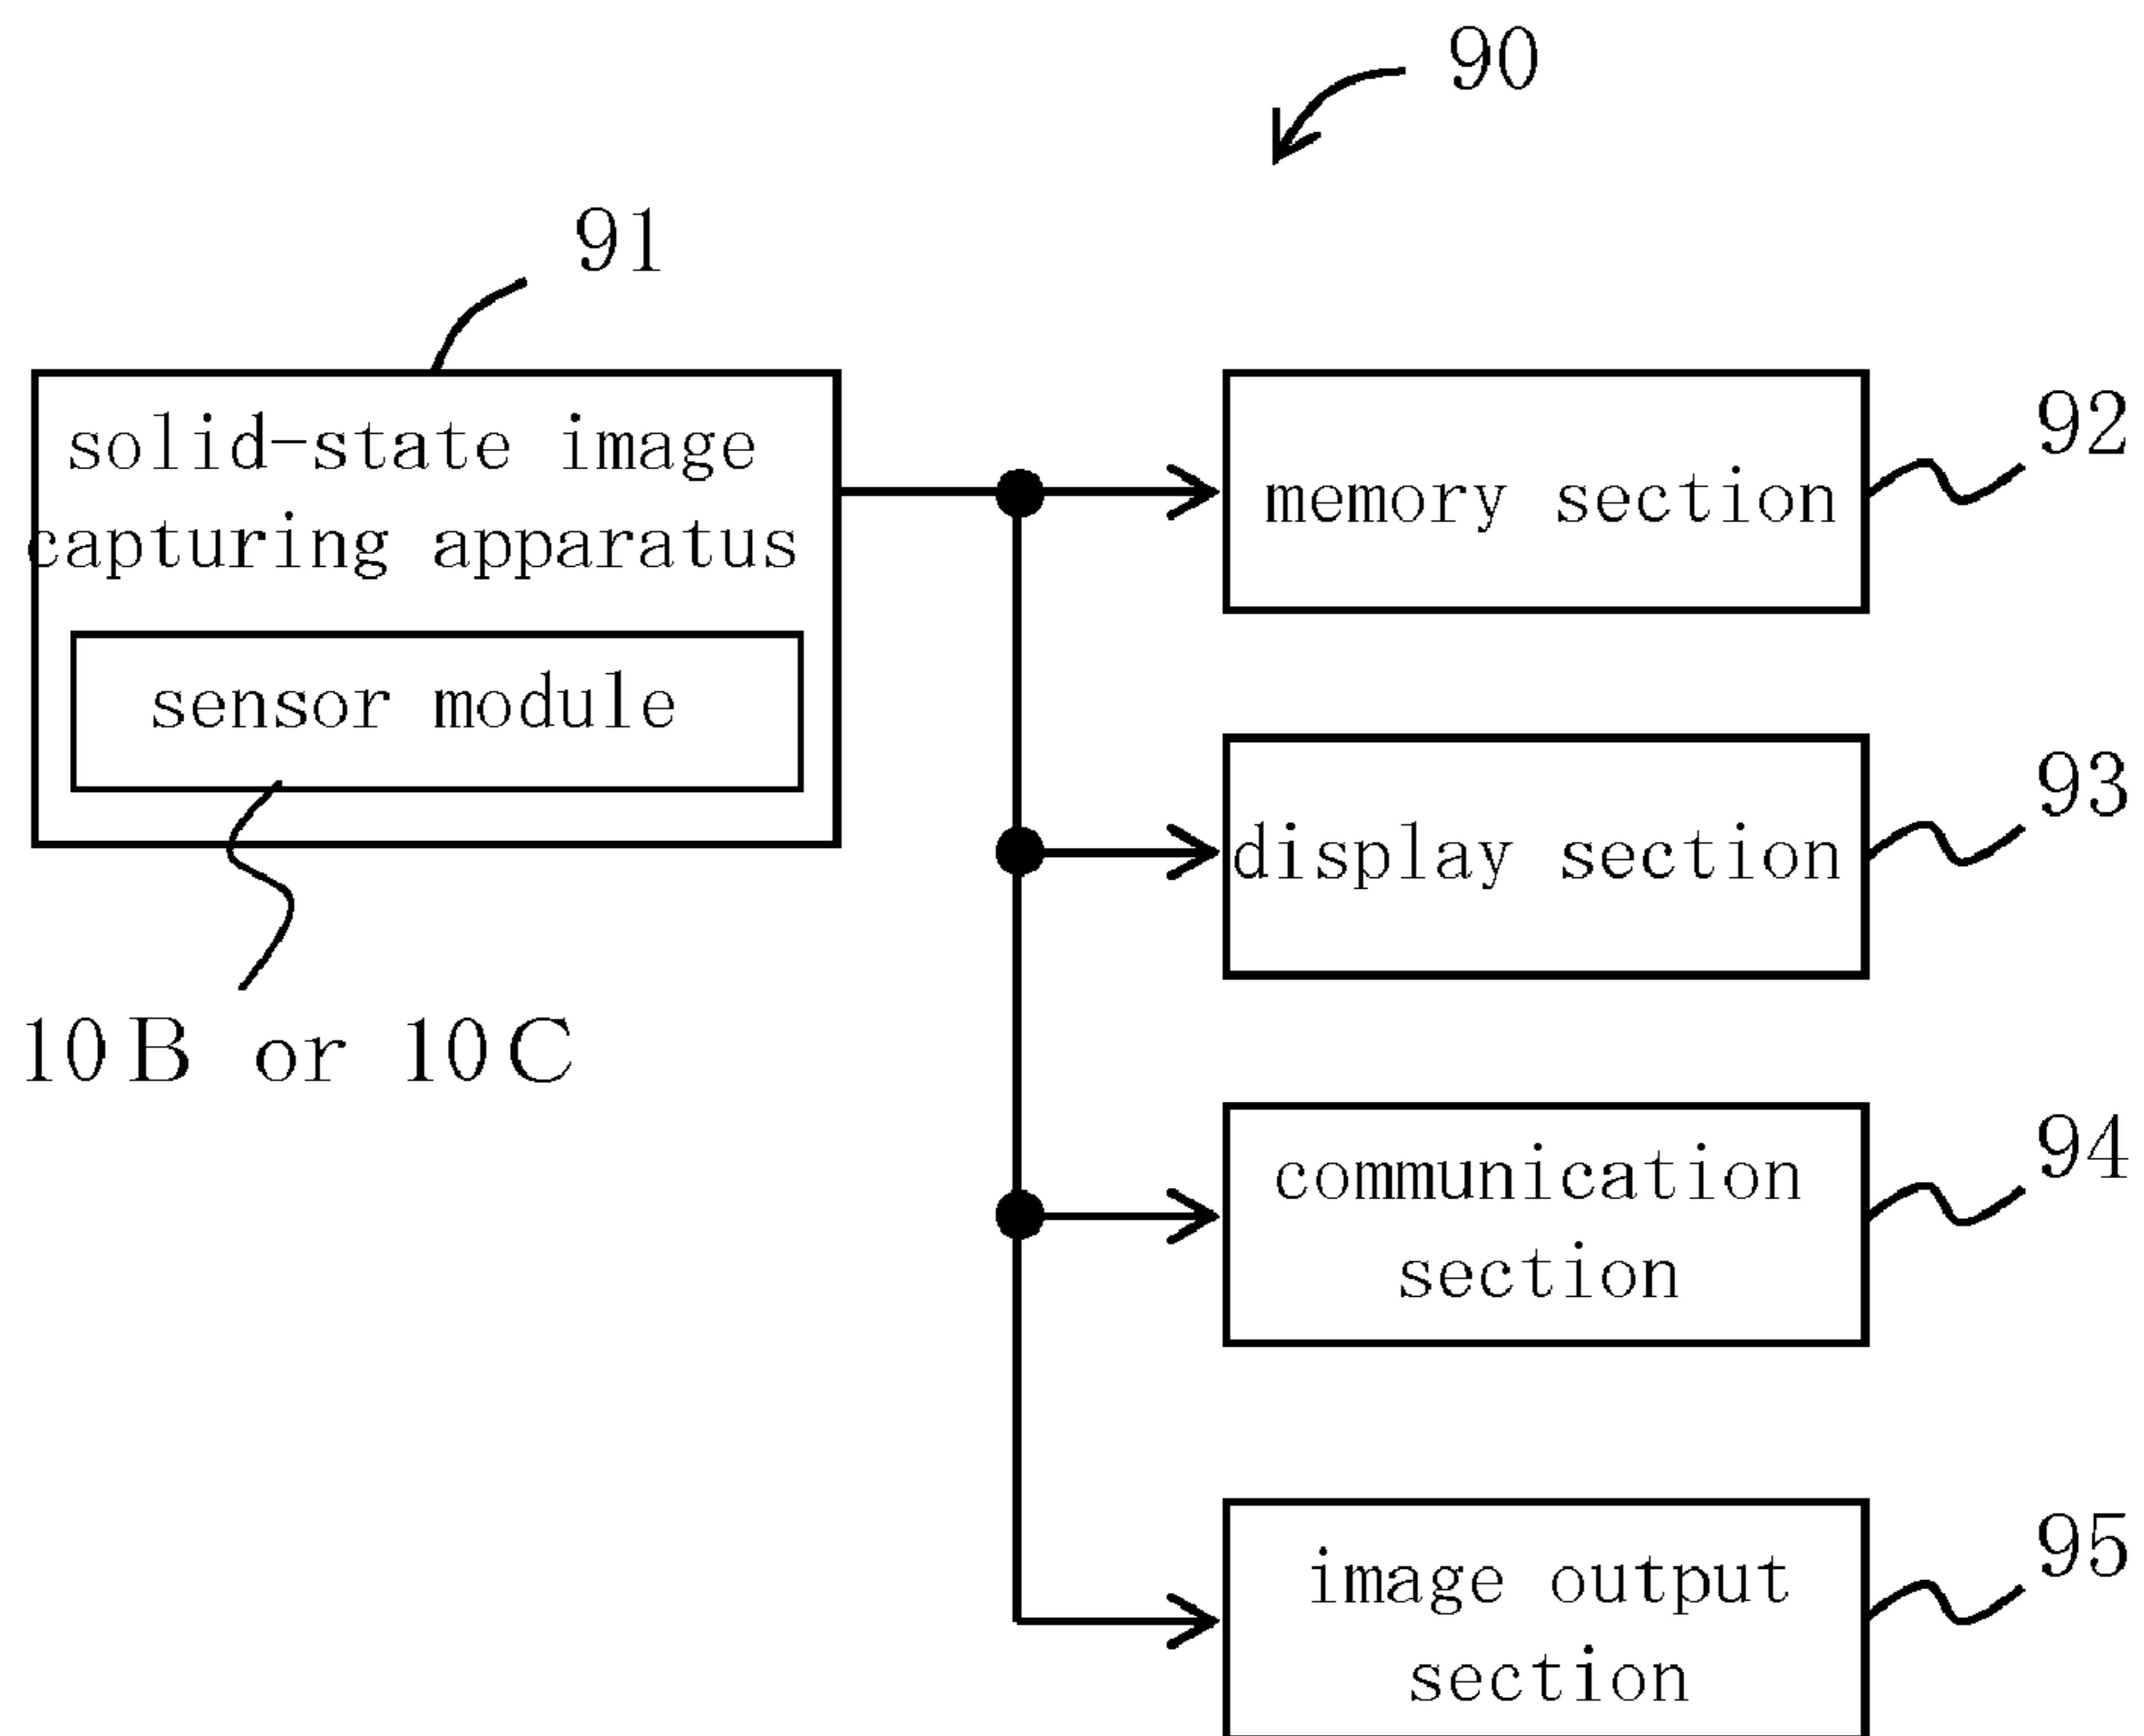 90
91
solid-state image
capturing apparatus
sensor module
10B or 10C
memory section
92
display section
93
communication
section
94
image output
section
95